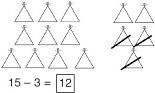 15 – 3 = 12